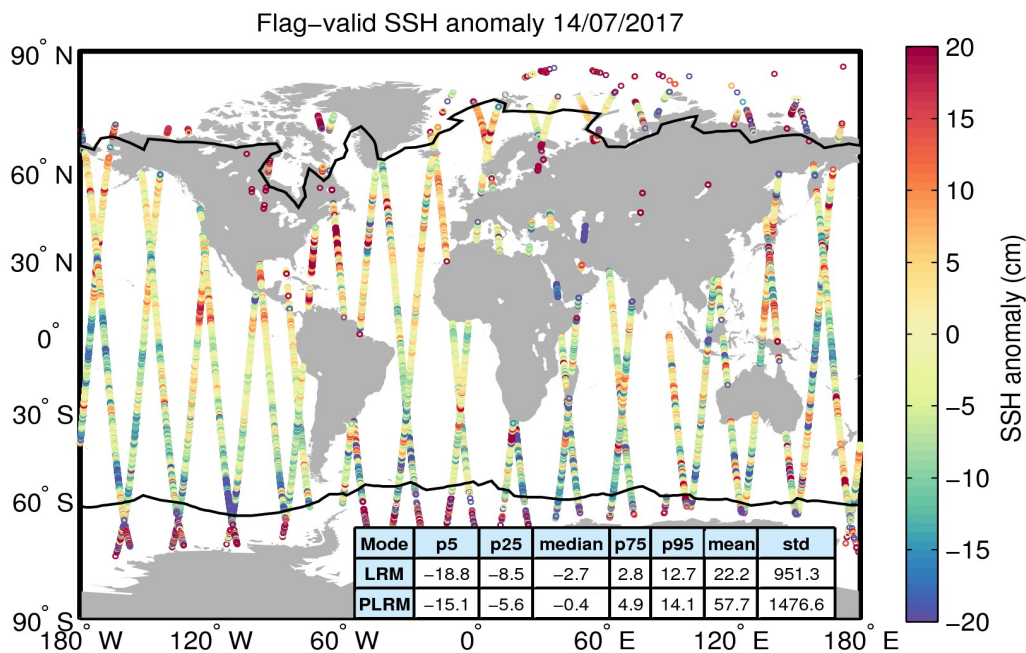 Flag−valid SSH anomaly 14/07/2017
90° N
60° N
30° N
0°
30° S
60° S
90° S
180° W
120° W
60° W
0°
60° E
120° E
180° E
Mode p5 p25 median p75 p95 mean std
LRM −18.8 −8.5 −2.7 2.8 12.7 22.2 951.3
PLRM −15.1 −5.6 −0.4 4.9 14.1 57.7 1476.6
20
15
10
5
0
−5
−10
−15
−20
SSH anomaly (cm)